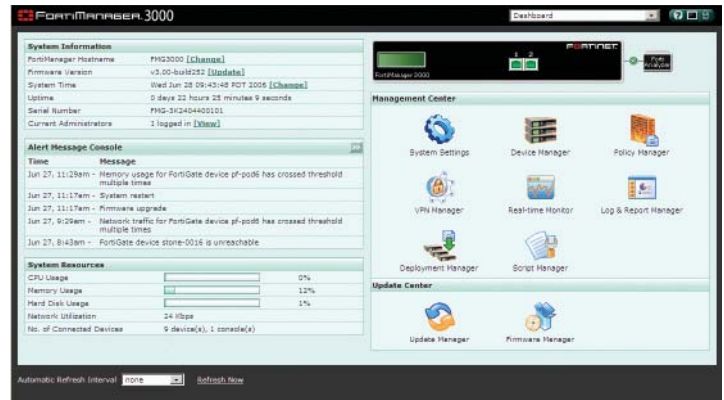 FORTIMANAGER.3000
Dashboard
System Information
FortiManager Hostname FMG3000 [Change]
Firmware Version v3.00-build252 [Update]
System Time Wed Jun 28 09:43:48 PDT 2006 [Change]
Uptime 0 days 22 hours 25 minutes 9 seconds
Serial Number
Current Administrators 1 logged in [View]
Alert Message Console
Time Message
Jun 27, 11:29am - Memory usage for FortiGate device pf-pod6 has crossed threshold
multiple times
Jun 27, 11:17am - System restart
Jun 27, 11:17am - Firmware upgrade
Jun 27, 9:29am - Network traffic for FortiGate device pf-pod6 has crossed threshold
multiple times
Jun 27, 8:43am - FortiGate device stone-0016 is unreachable
System Resources
CPU Usage 0%
Memory Usage 12%
Hard Disk Usage 1%
Network Utilization 24 Kbps
No. of Connected Devices 9 device(s), 1 console(s)
FORTINET
1 2
FortiManager 3000
Forti
Analyzer
Management Center
System Settings Device Manager Policy Manager
VPN Manager Real-time Monitor Log & Report Manager
Deployment Manager Script Manager
Update Center
Update Manager Firmware Manager
Automatic Refresh Interval none Refresh Now